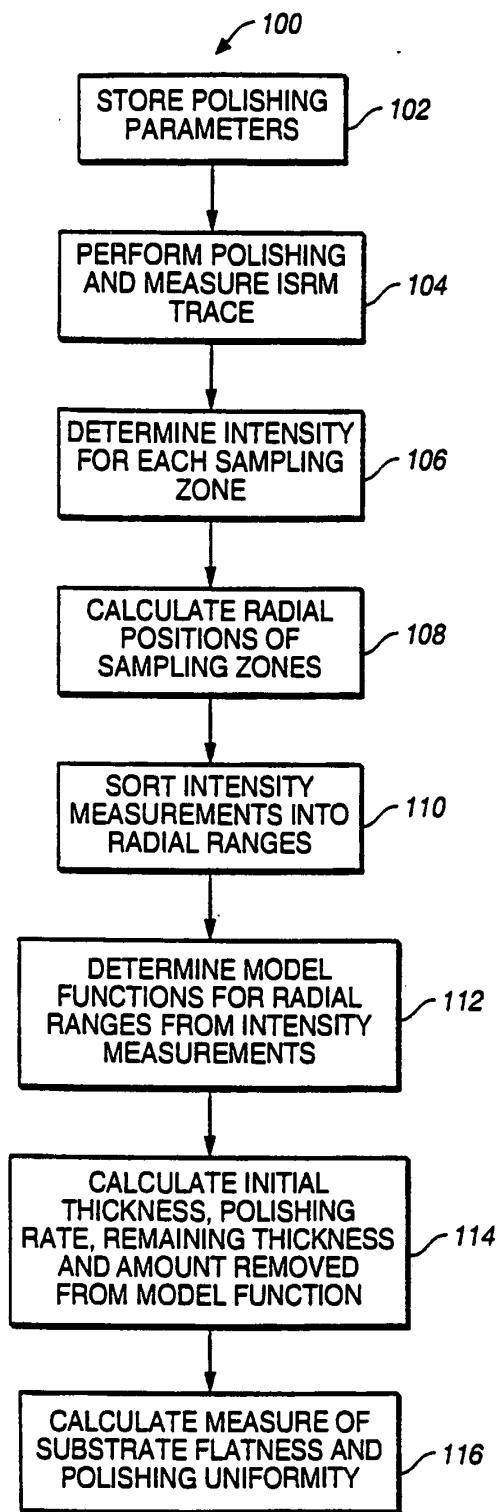 100
STORE POLISHING
PARAMETERS
102
PERFORM POLISHING
AND MEASURE ISRM
TRACE
104
DETERMINE INTENSITY
FOR EACH SAMPLING
ZONE
106
CALCULATE RADIAL
POSITIONS OF
SAMPLING ZONES
108
SORT INTENSITY
MEASUREMENTS INTO
RADIAL RANGES
110
DETERMINE MODEL
FUNCTIONS FOR RADIAL
RANGES FROM INTENSITY
MEASUREMENTS
112
CALCULATE INITIAL
THICKNESS, POLISHING
RATE, REMAINING THICKNESS
AND AMOUNT REMOVED
FROM MODEL FUNCTION
114
CALCULATE MEASURE OF
SUBSTRATE FLATNESS AND
POLISHING UNIFORMITY
116